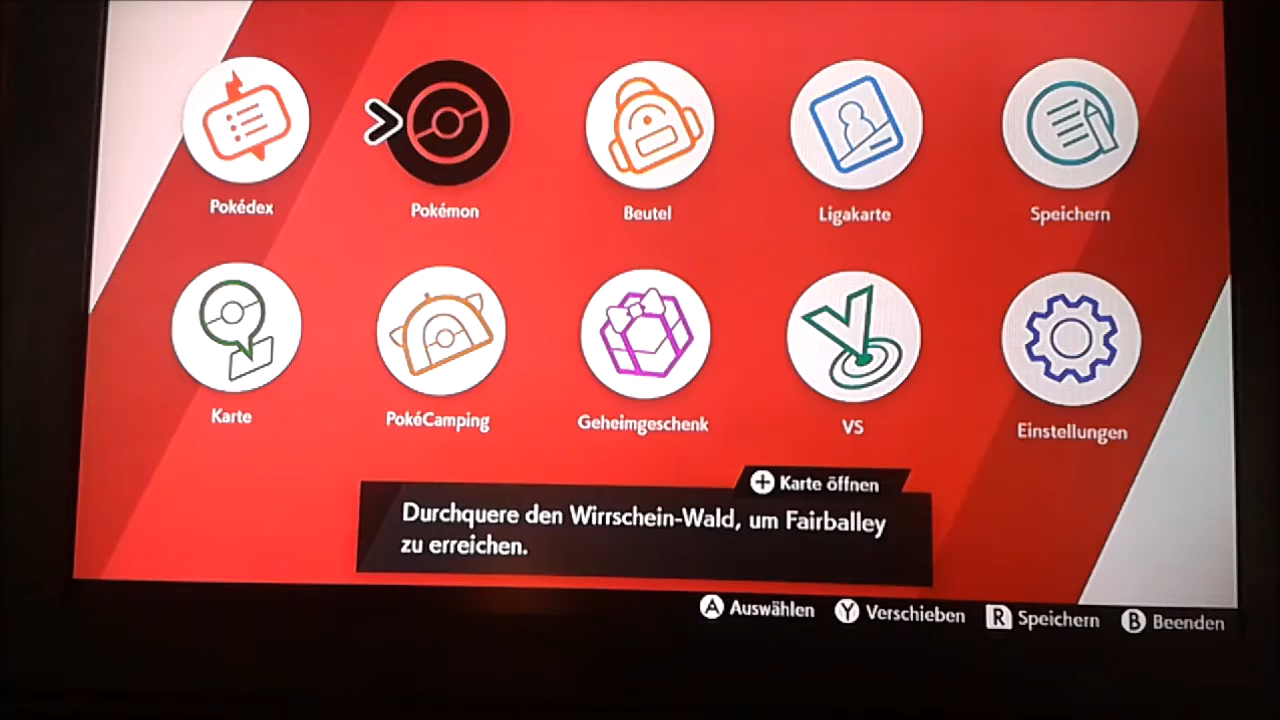 Pokédex
Pokémon
Beutel
Ligakarte
Speichern
Karte
PokéCamping
Geheimgeschenk
VS
Einstellungen
+ Karte öffnen
Durchquere den Wirrschein-Wald, um Fairballey
zu erreichen.
A Auswählen Y Verschieben R Speichern B Beenden